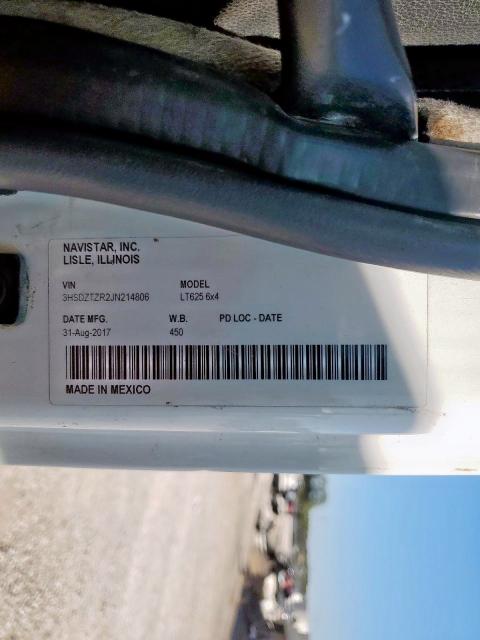 NAVISTAR, INC.
LISLE, ILLINOIS
VIN MODEL
3HSDZTZR2JN214806 LT625 6x4
DATE MFG. W.B. PD LOC - DATE
31-Aug-2017 450
MADE IN MEXICO